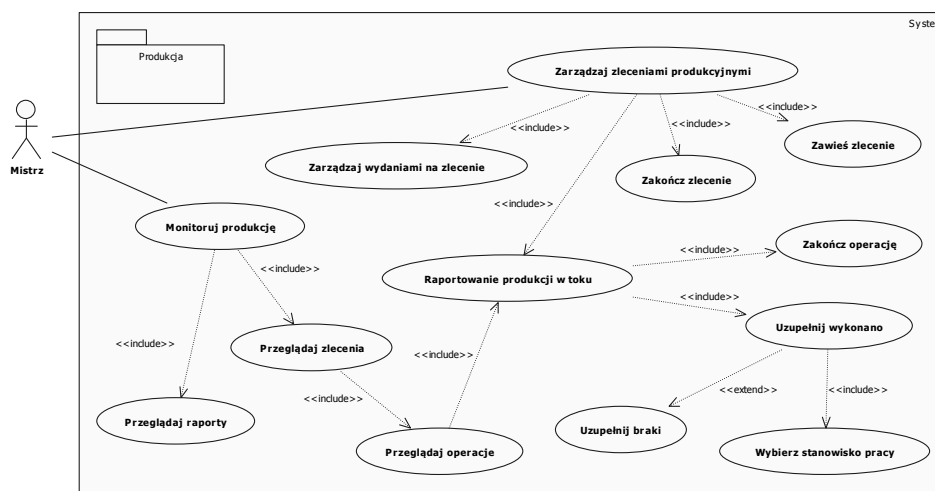 Syste
Produkcja
Zarządzaj zleceniami produkcyjnymi
<<include>>
<<include>>
<<include>>
Zawieś zlecenie
Mistrz
Zarządzaj wydaniami na zlecenie
Zakończ zlecenie
<<include>>
Monitoruj produkcję
Zakończ operację
<<include>>
<<include>>
Raportowanie produkcji w toku
<<include>>
Uzupełnij wykonano
<<include>>
Przeglądaj zlecenia
<<include>>
<<extend>>
<<include>>
<<include>>
Przeglądaj raporty
Uzupełnij braki
Przeglądaj operacje
Wybierz stanowisko pracy